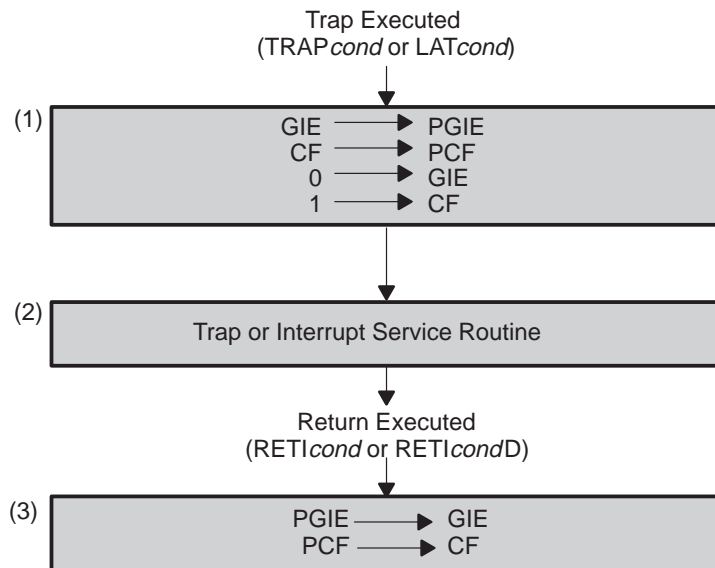 Trap Executed
(TRAPcond or LATcond)
(1)
GIE PGIE
CF PCF
0 GIE
1 CF
(2)
Trap or Interrupt Service Routine
Return Executed
(RETIcond or RETIcondD)
(3)
PGIE GIE
PCF CF